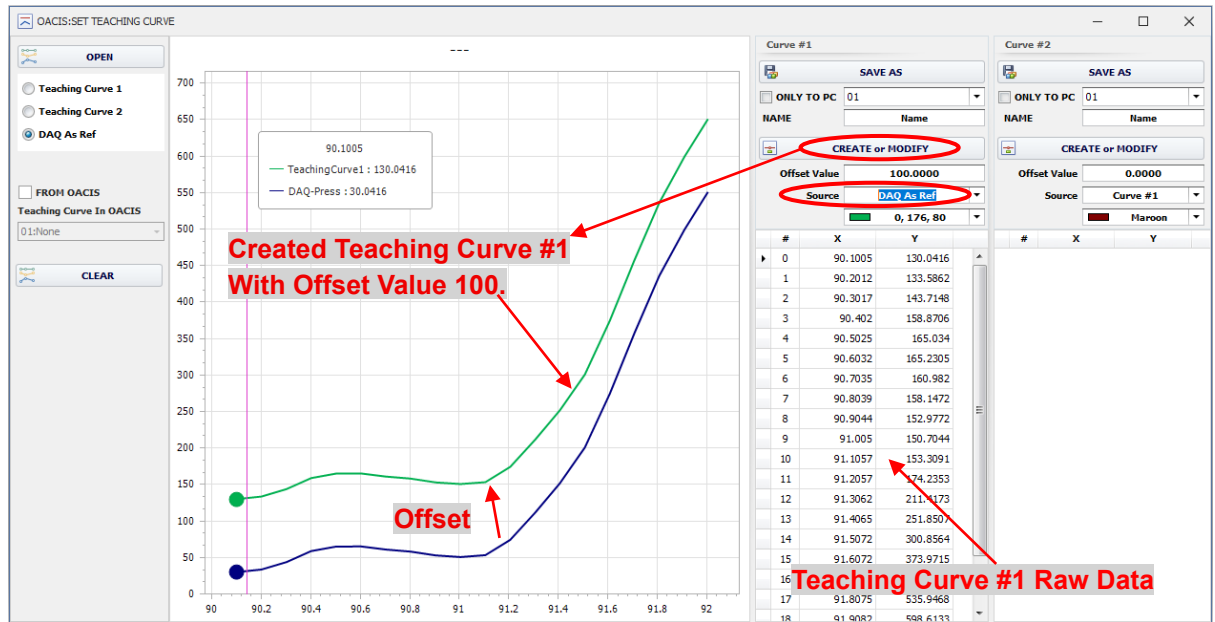 OACIS:SET TEACHING CURVE
OPEN
Teaching Curve 1
Teaching Curve 2
DAQ As Ref
FROM OACIS
Teaching Curve In OACIS
01:None
CLEAR
---
700
650
600
550
500
450
400
350
300
250
200
150
100
50
0
90
90.2
90.4
90.6
90.8
91
91.2
91.4
91.6
91.8
92
90.1005
TeachingCurve1 : 130.0416
DAQ-Press : 30.0416
Created Teaching Curve #1
With Offset Value 100.
Offset
Curve #1
SAVE AS
ONLY TO PC 01
NAME Name
CREATE or MODIFY
Offset Value 100.0000
Source DAQ As Ref
0, 176, 80
# X Y
0 90.1005 130.0416
1 90.2012 133.5862
2 90.3017 143.7148
3 90.402 158.8706
4 90.5025 165.034
5 90.6032 165.2305
6 90.7035 160.982
7 90.8039 158.1472
8 90.9044 152.9772
9 91.005 150.7044
10 91.1057 153.3091
11 91.2057 174.2353
12 91.3062 211.4173
13 91.4065 251.8507
14 91.5072 300.8564
15 91.6072 373.9715
16
Teaching Curve #1 Raw Data
17 91.8075 535.9468
18 91.9082 598.6133
Curve #2
SAVE AS
ONLY TO PC 01
NAME Name
CREATE or MODIFY
Offset Value 0.0000
Source Curve #1
Maroon
# X Y